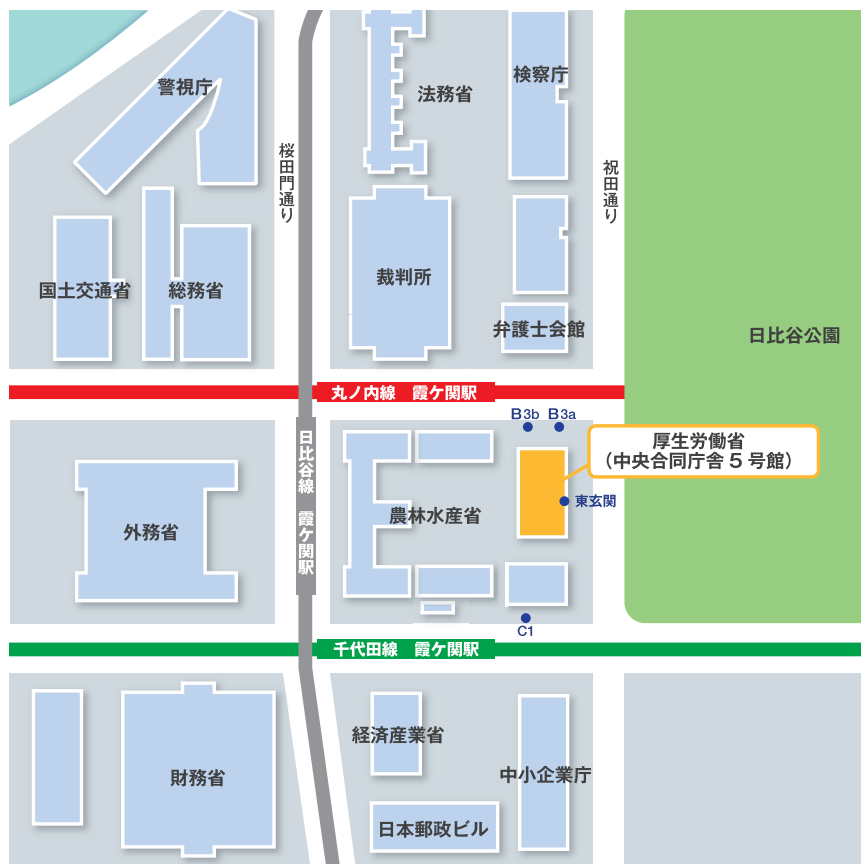 警視庁
法務省
検察庁
桜田門通り
祝田通り
国土交通省
総務省
裁判所
弁護士会館
日比谷公園
丸ノ内線　霞ケ関駅
B3b
B3a
日比谷線　霞ケ関駅
厚生労働省
（中央合同庁舎5号館）
東玄関
農林水産省
外務省
C1
千代田線　霞ケ関駅
経済産業省
財務省
中小企業庁
日本郵政ビル